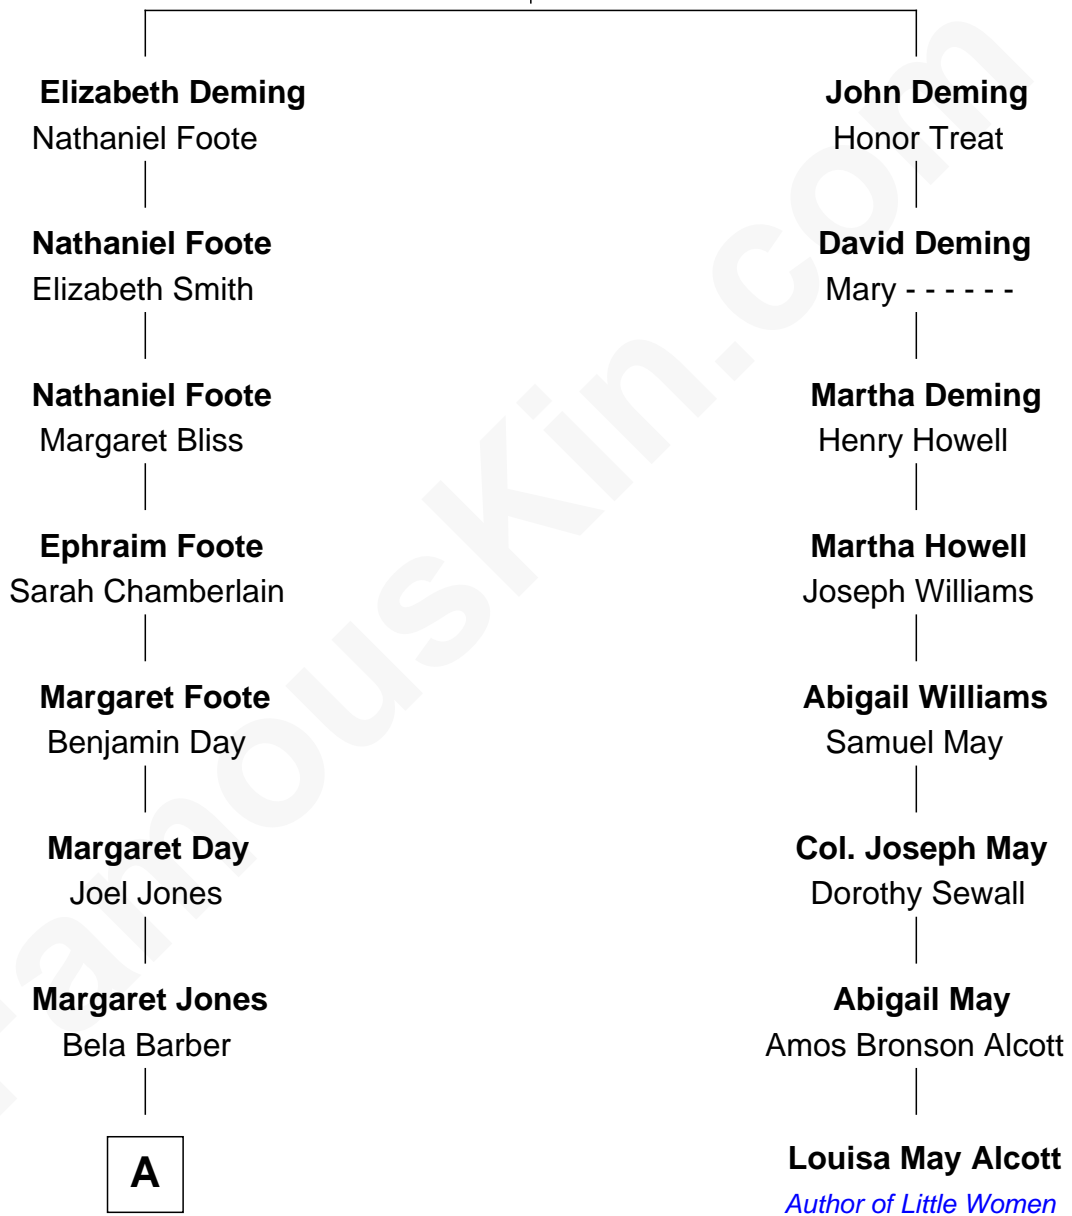 Elizabeth Deming
Nathaniel Foote
Nathaniel Foote
Elizabeth Smith
Nathaniel Foote
Margaret Bliss
Ephraim Foote
Sarah Chamberlain
Margaret Foote
Benjamin Day
Margaret Day
Joel Jones
Margaret Jones
Bela Barber
A
John Deming
Honor Treat
David Deming
Mary - - - - - -
Martha Deming
Henry Howell
Martha Howell
Joseph Williams
Abigail Williams
Samuel May
Col. Joseph May
Dorothy Sewall
Abigail May
Amos Bronson Alcott
Louisa May Alcott
Author of Little Women
FamousKin.com